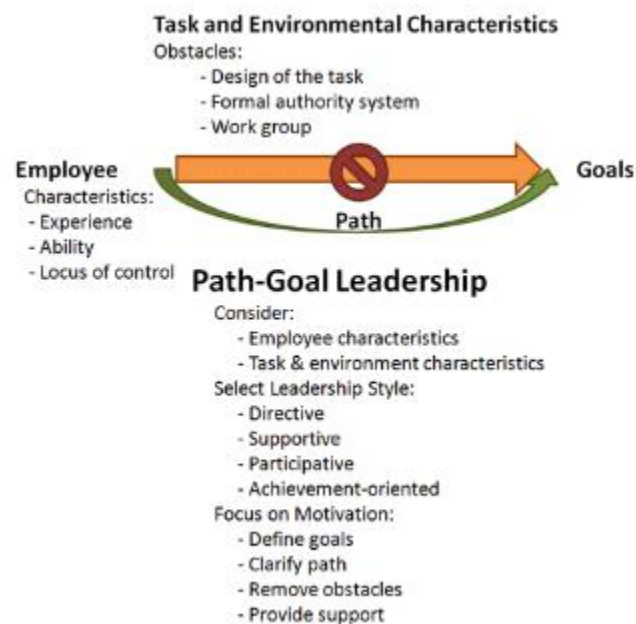 Task and Environmental Characteristics
Obstacles:
- Design of the task
- Formal authority system
- Work group
Employee
Goals
Characteristics:
- Experience
- Ability
- Locus of control
Path
Path-Goal Leadership
Consider:
- Employee characteristics
- Task & environment characteristics
Select Leadership Style:
- Directive
- Supportive
- Participative
- Achievement-oriented
Focus on Motivation:
- Define goals
- Clarify path
- Remove obstacles
- Provide support